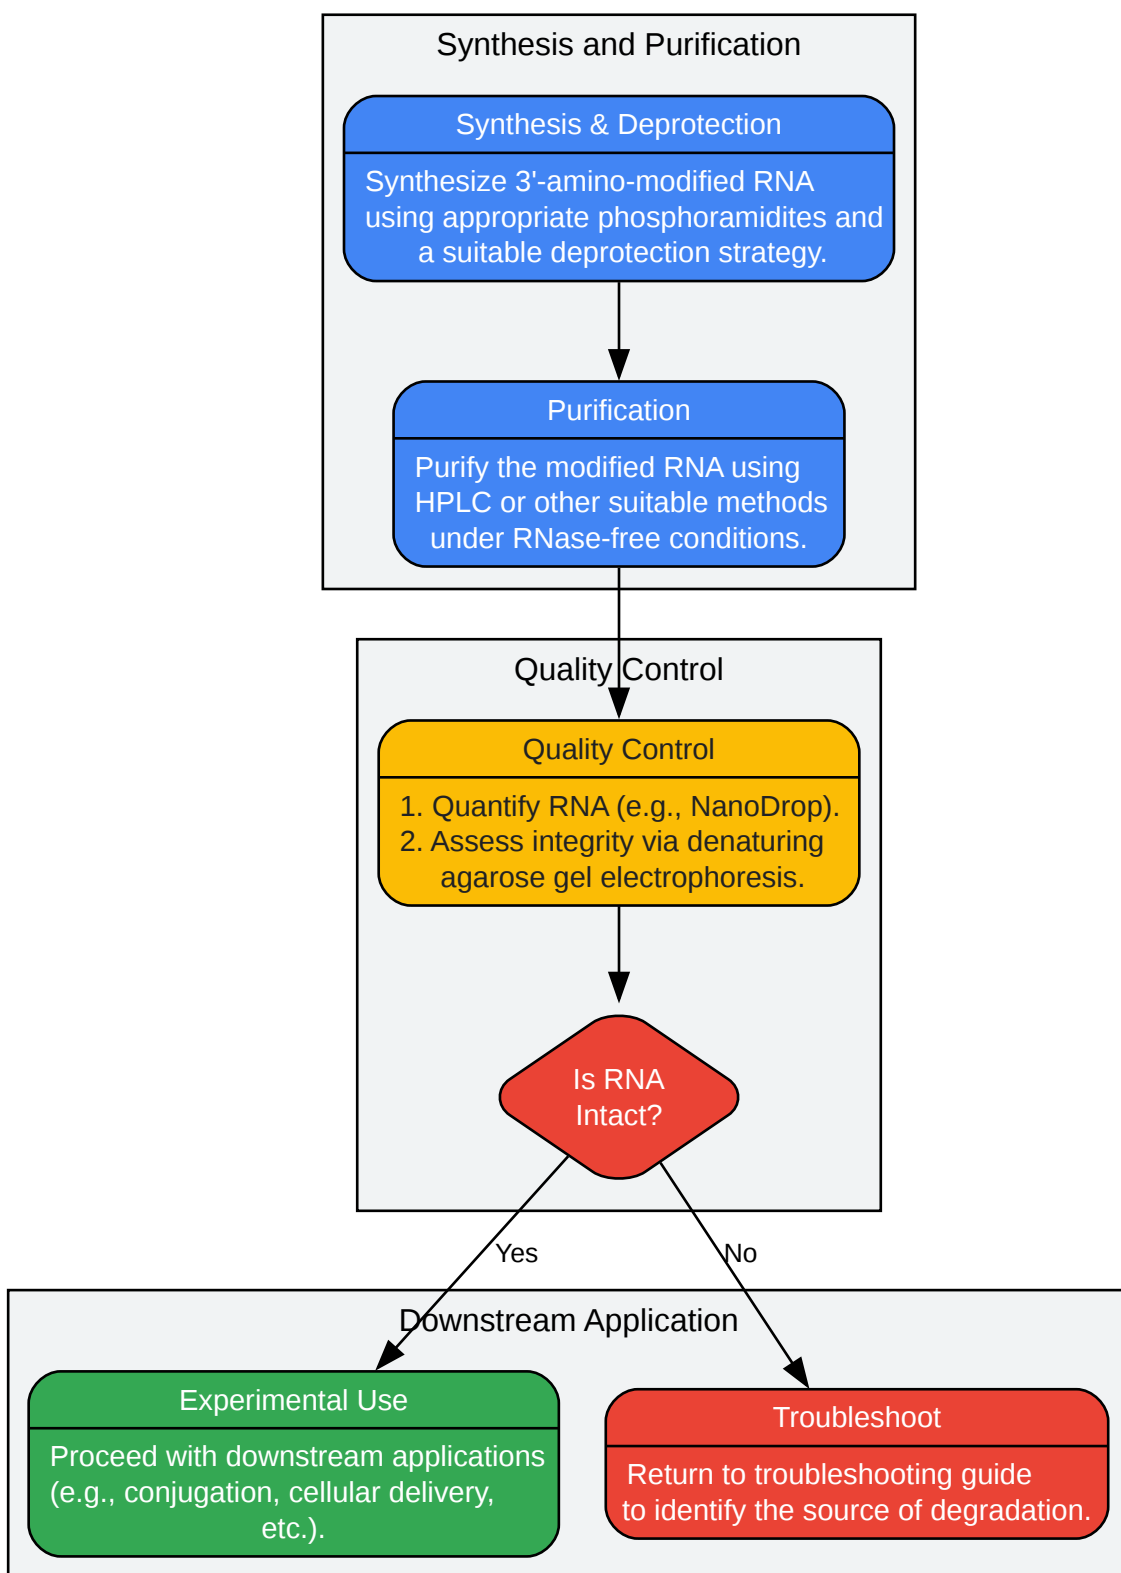 Synthesis and Purification
Synthesis & Deprotection
Synthesize 3'-amino-modified RNA
using appropriate phosphoramidites and
a suitable deprotection strategy.
Purification
Purify the modified RNA using
HPLC or other suitable methods
under RNase-free conditions.
Quality Control
Quality Control
1. Quantify RNA (e.g., NanoDrop).
2. Assess integrity via denaturing
agarose gel electrophoresis.
Is RNA
Intact?
Yes
No
Downstream Application
Experimental Use
Proceed with downstream applications
(e.g., conjugation, cellular delivery,
etc.).
Troubleshoot
Return to troubleshooting guide
to identify the source of degradation.